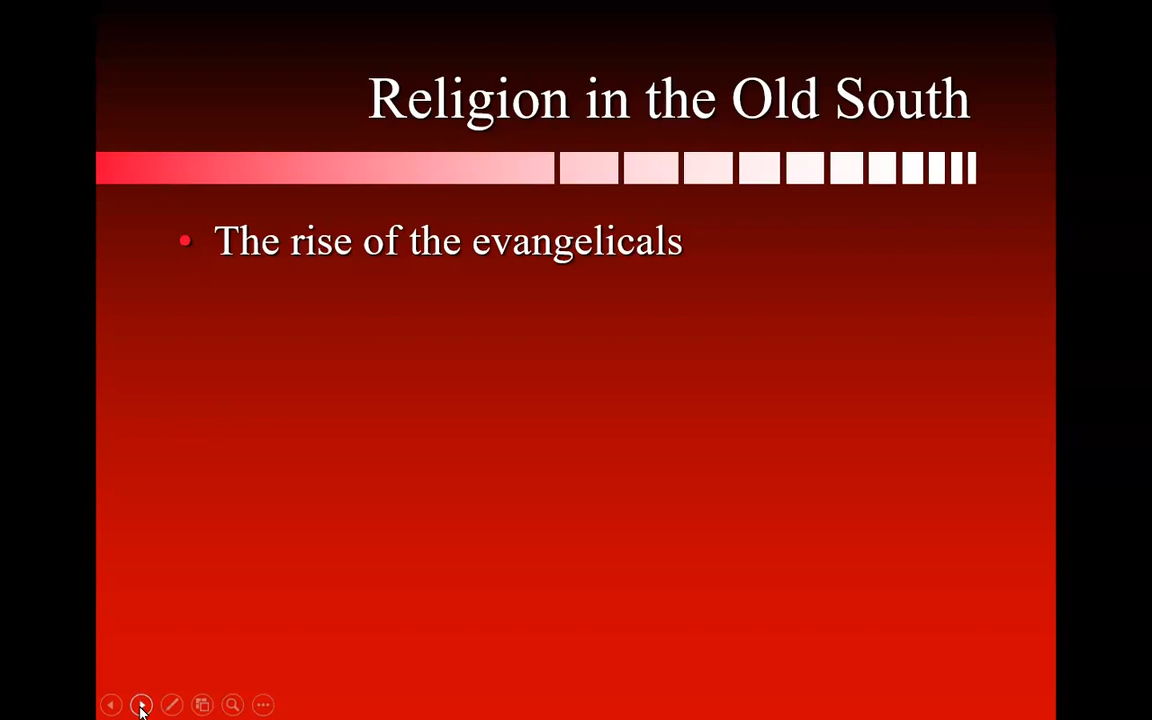 Religion in the Old South
• The rise of the evangelicals